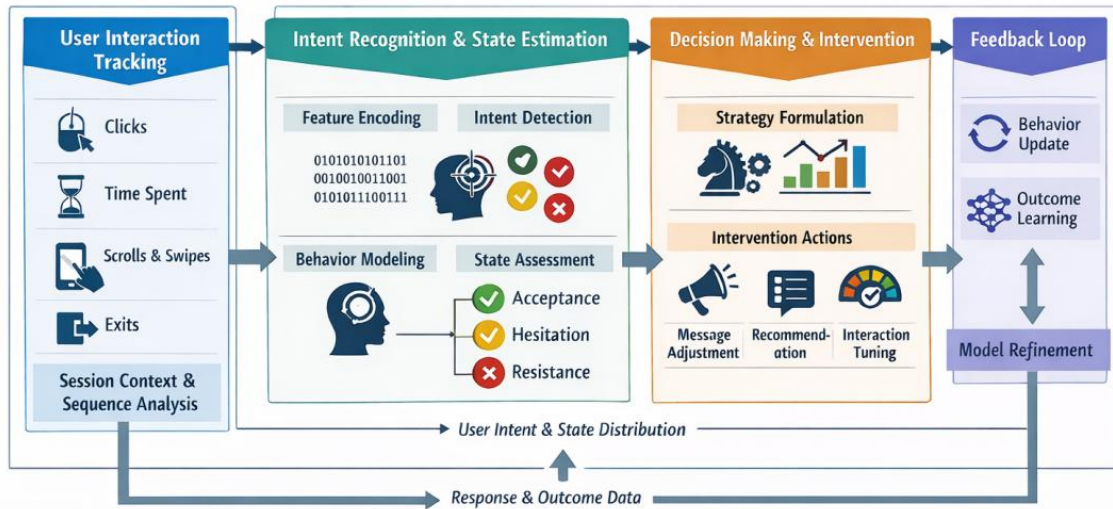 User Interaction
Tracking
Clicks
Time Spent
Scrolls & Swipes
Exits
Session Context &
Sequence Analysis
Intent Recognition & State Estimation
Feature Encoding
Intent Detection
0101010101101
0010010011001
0101011100111
Behavior Modeling
State Assessment
Acceptance
Hesitation
Resistance
Decision Making & Intervention
Strategy Formulation
Intervention Actions
Message
Adjustment
Recommend-
ation
Interaction
Tuning
Feedback Loop
Behavior
Update
Outcome
Learning
Model Refinement
User Intent & State Distribution
Response & Outcome Data